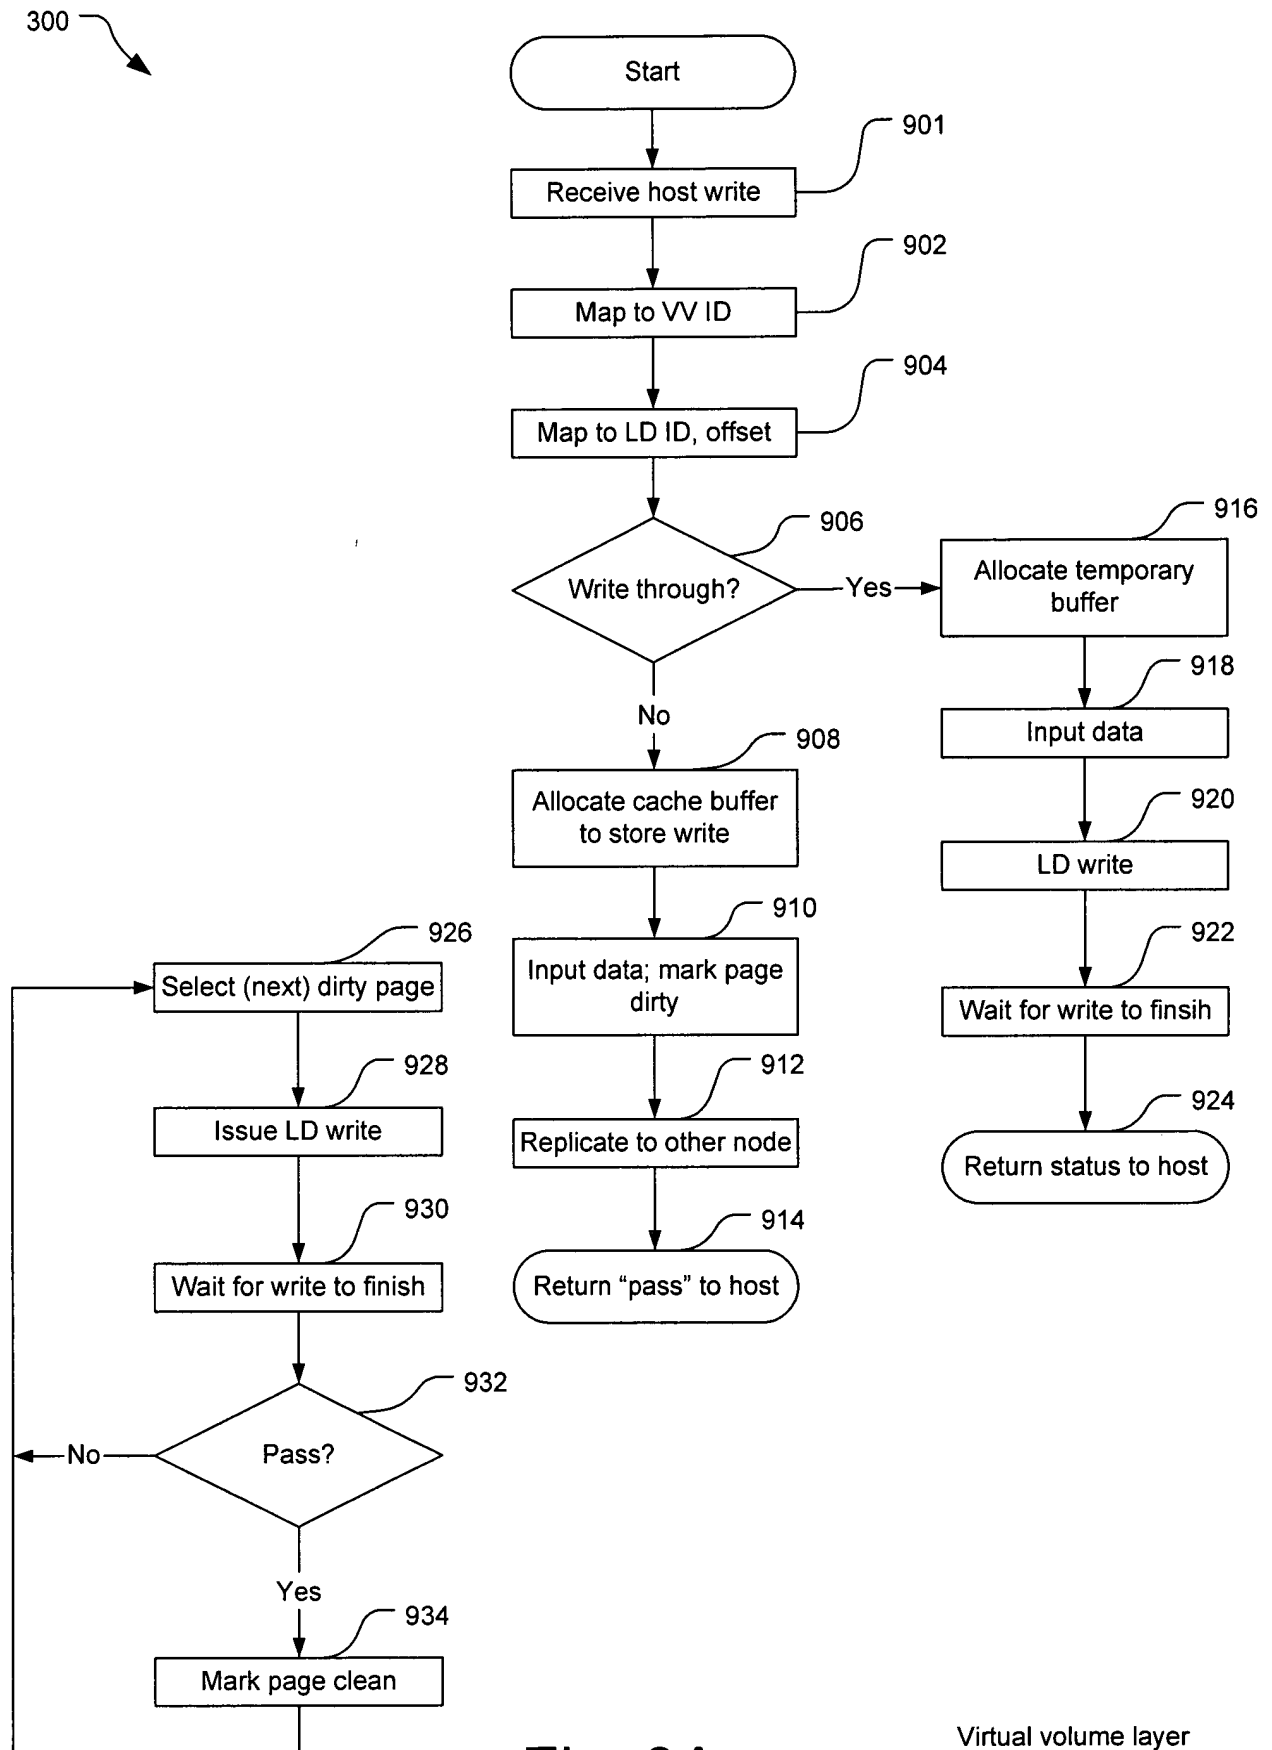 300
Start
901
Receive host write
902
Map to VV ID
904
Map to LD ID, offset
906
Write through?
Yes
916
Allocate temporary
buffer
918
Input data
No
908
Allocate cache buffer
to store write
920
LD write
910
Input data; mark page
dirty
922
Wait for write to finsih
926
Select (next) dirty page
912
Replicate to other node
924
Return status to host
928
Issue LD write
914
Return “pass” to host
930
Wait for write to finish
932
Pass?
No
Yes
934
Mark page clean
Virtual volume layer